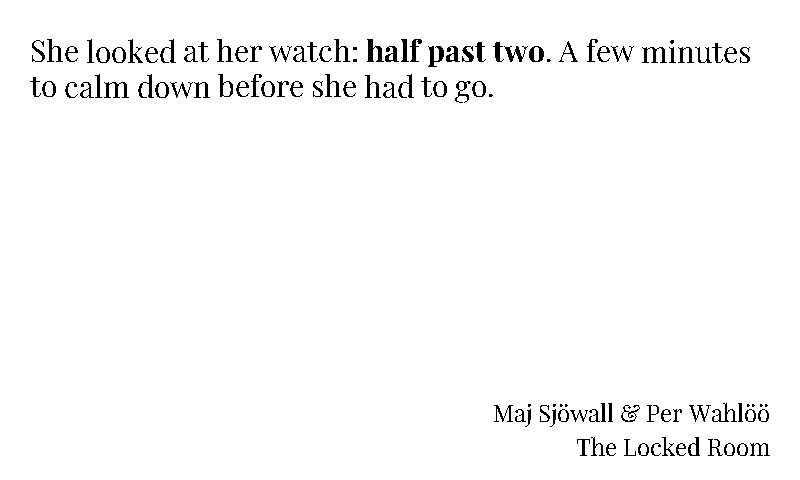 She looked at her watch: half past two. A few minutes
to calm down before she had to go.
Maj Sjöwall & Per Wahlöö
The Locked Room